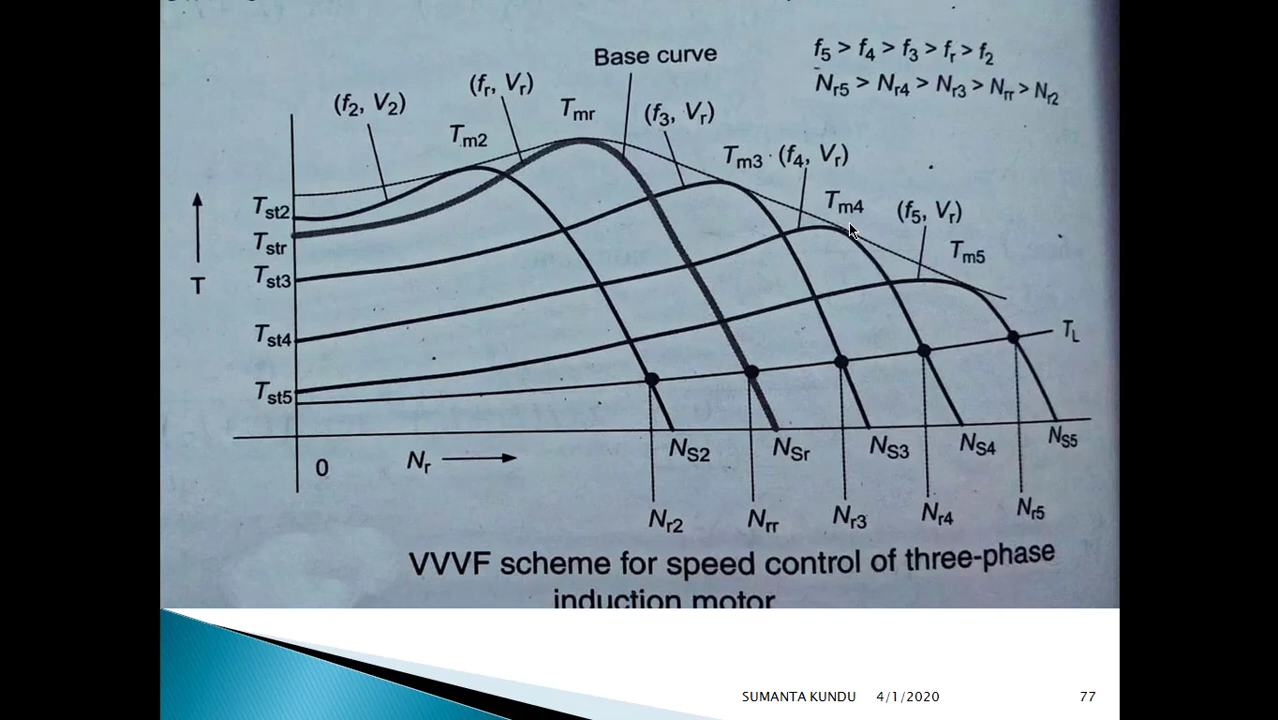 Base curve
f5 > f4 > f3 > fr > f2
Nr5 > Nr4 > Nr3 > Nrr > Nr2
(f2, V2)
(fr, Vr)
Tmr
(f3, Vr)
Tm2
Tm3 · (f4, Vr)
Tm4
(f5, Vr)
Tm5
Tst2
Tstr
Tst3
T
Tst4
Tst5
TL
0
Nr
NS2
NSr
NS3
NS4
NS5
Nr2
Nrr
Nr3
Nr4
Nr5
VVVF scheme for speed control of three-phase
induction motor
SUMANTA KUNDU 4/1/2020 77